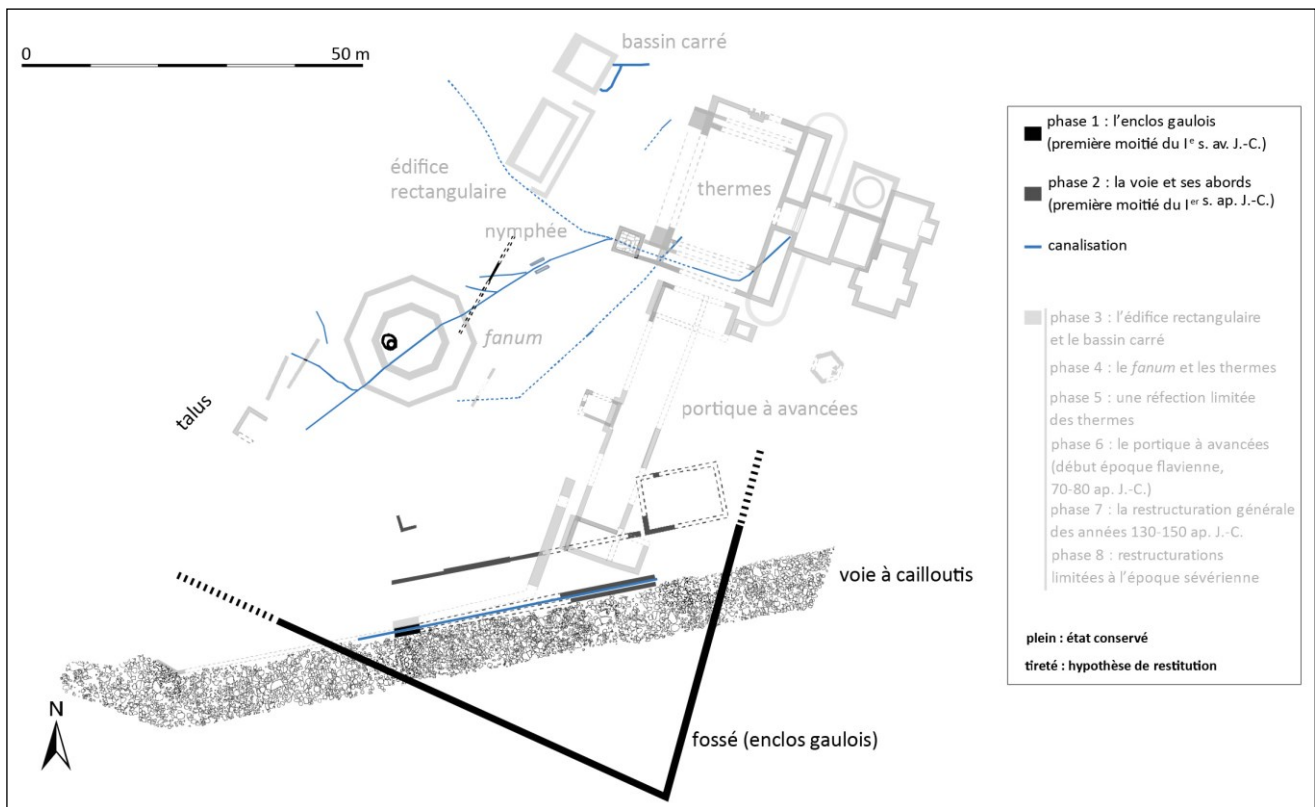 0 50 m
bassin carré
édifice
rectangulaire
thermes
nymphée
fanum
talus
portique à avancées
voie à cailloutis
fossé (enclos gaulois)
N
phase 1 : l'enclos gaulois
(première moitié du Ie s. av. J.-C.)
phase 2 : la voie et ses abords
(première moitié du Ier s. ap. J.-C.)
canalisation
phase 3 : l'édifice rectangulaire
et le bassin carré
phase 4 : le fanum et les thermes
phase 5 : une réfection limitée
des thermes
phase 6 : le portique à avancées
(début époque flavienne,
70-80 ap. J.-C.)
phase 7 : la restructuration générale
des années 130-150 ap. J.-C.
phase 8 : restructurations
limitées à l'époque sévérienne
plein : état conservé
tireté : hypothèse de restitution